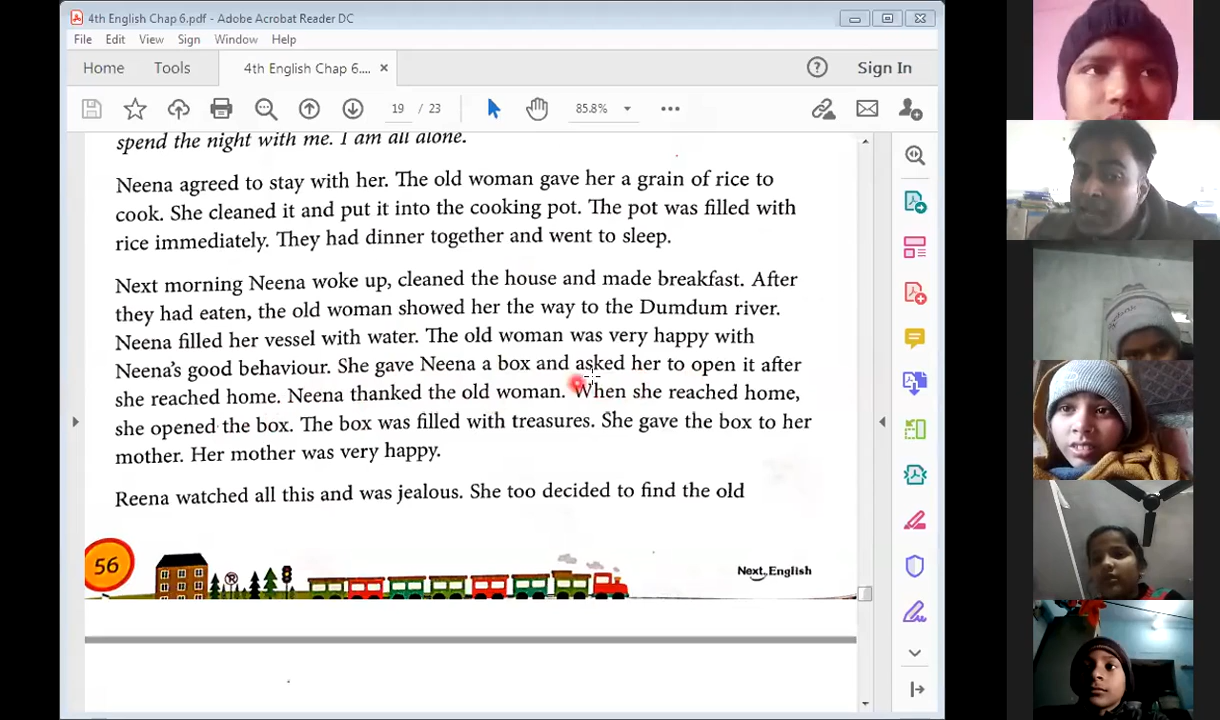 4th English Chap 6.pdf - Adobe Acrobat Reader DC
File Edit View Sign Window Help
Home Tools 4th English Chap 6.... × Sign In
19 / 23 85.8%
spend the night with me. I am all alone.
Neena agreed to stay with her. The old woman gave her a grain of rice to
cook. She cleaned it and put it into the cooking pot. The pot was filled with
rice immediately. They had dinner together and went to sleep.
Next morning Neena woke up, cleaned the house and made breakfast. After
they had eaten, the old woman showed her the way to the Dumdum river.
Neena filled her vessel with water. The old woman was very happy with
Neena's good behaviour. She gave Neena a box and asked her to open it after
she reached home. Neena thanked the old woman. When she reached home,
she opened the box. The box was filled with treasures. She gave the box to her
mother. Her mother was very happy.
Reena watched all this and was jealous. She too decided to find the old
56
Next English